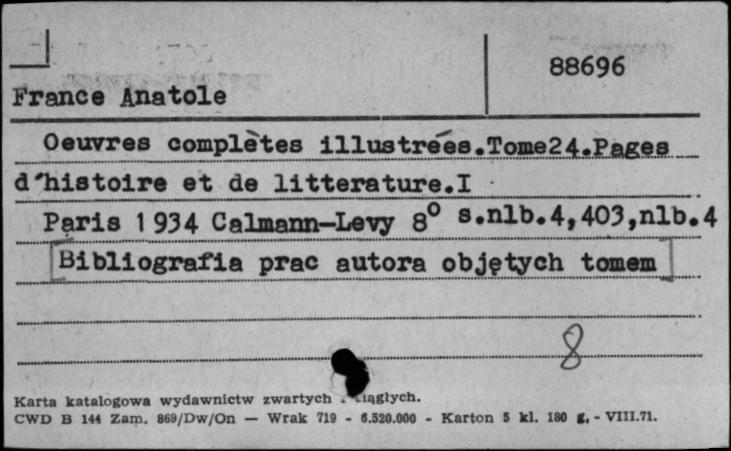 88696
France Anatole
Oeuvres complètes illustrées.Tome24.Pages
d'histoire et de litterature.I
Paris 1934 Calmann-Levy 8° s.nlb.4,403,nlb.4
[Bibliografia prac autora objętych tomem]
8
Karta katalogowa wydawnictw zwartych i ciągłych.
CWD B 144 Zam. 869/Dw/On — Wrak 719 - 6.520.000 - Karton 5 kl. 180 g. - VIII.71.